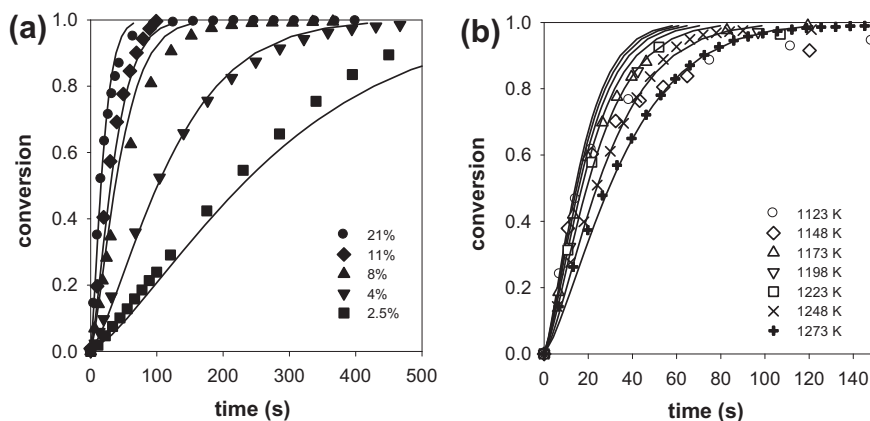 (a)
conversion
1.0
0.8
0.6
0.4
0.2
0.0
21%
11%
8%
4%
2.5%
0 100 200 300 400 500
time (s)
(b)
conversion
1.0
0.8
0.6
0.4
0.2
0.0
1123 K
1148 K
1173 K
1198 K
1223 K
1248 K
1273 K
0 20 40 60 80 100 120 140
time (s)